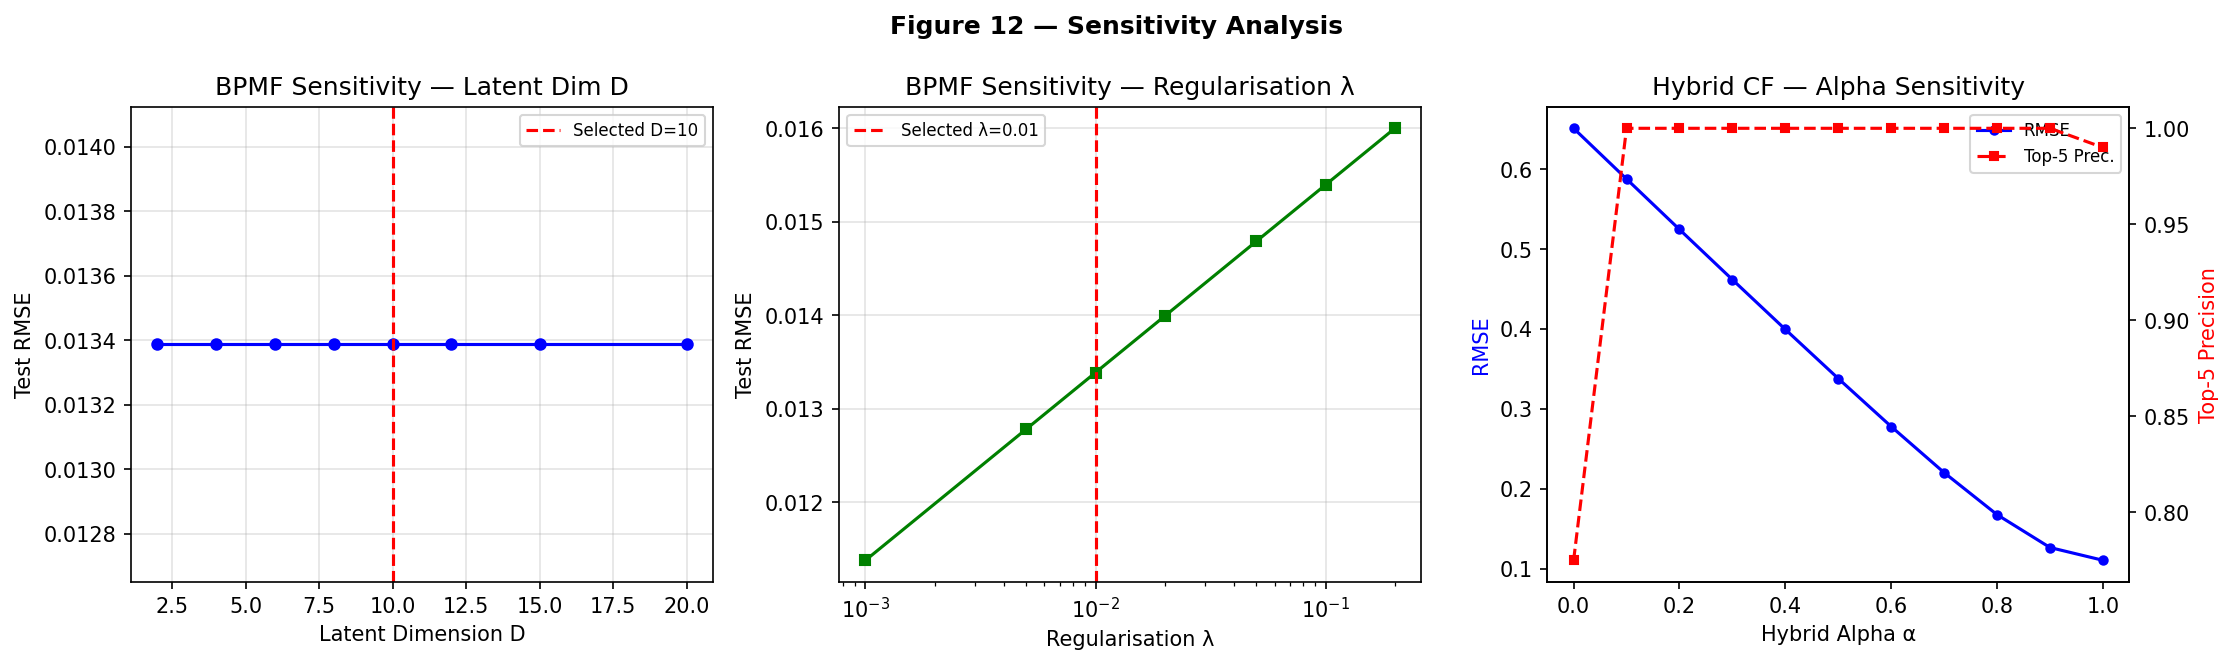 Figure 12 — Sensitivity Analysis
BPMF Sensitivity — Latent Dim D
Selected D=10
Test RMSE
0.0140
0.0138
0.0136
0.0134
0.0132
0.0130
0.0128
2.5 5.0 7.5 10.0 12.5 15.0 17.5 20.0
Latent Dimension D
BPMF Sensitivity — Regularisation λ
Selected λ=0.01
Test RMSE
0.016
0.015
0.014
0.013
0.012
10⁻³ 10⁻² 10⁻¹
Regularisation λ
Hybrid CF — Alpha Sensitivity
RMSE
Top-5 Prec.
RMSE
0.6
0.5
0.4
0.3
0.2
0.1
0.0 0.2 0.4 0.6 0.8 1.0
Hybrid Alpha α
1.00
0.95
0.90
0.85
0.80
Top-5 Precision